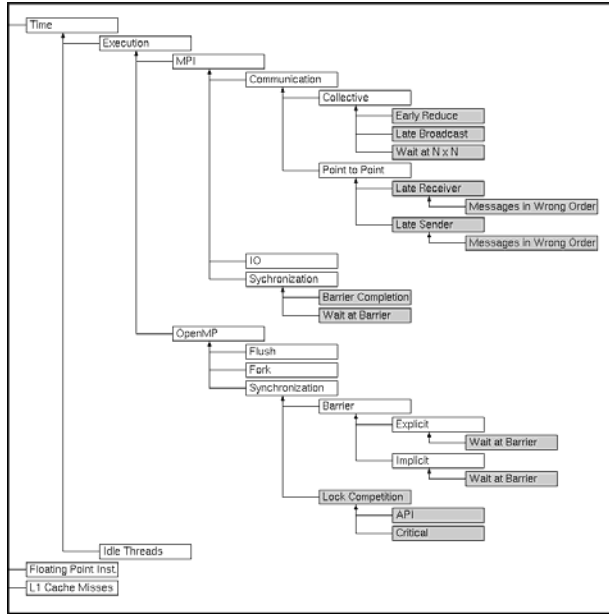 Time
Execution
MPI
Communication
Collective
Early Reduce
Late Broadcast
Wait at N x N
Point to Point
Late Receiver
Messages in Wrong Order
Late Sender
Messages in Wrong Order
IO
Sychronization
Barrier Completion
Wait at Barrier
OpenMP
Flush
Fork
Synchronization
Barrier
Explicit
Wait at Barrier
Implicit
Wait at Barrier
Lock Competition
API
Critical
Idle Threads
Floating Point Inst.
L1 Cache Misses